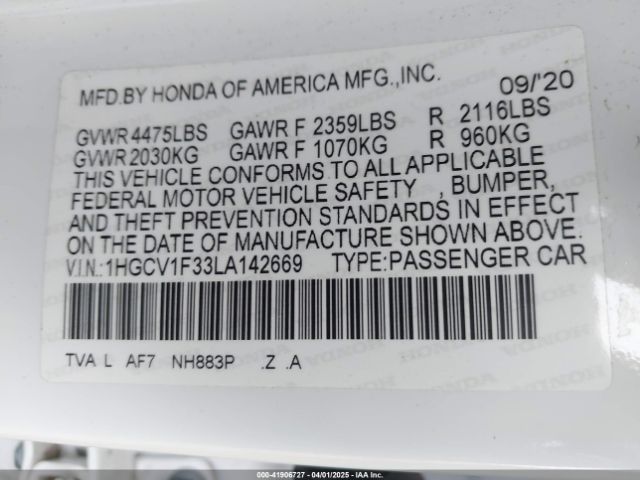 MFD.BY HONDA OF AMERICA MFG.,INC. 09/'20
GVWR 4475LBS GAWR F 2359LBS R 2116LBS
GVWR 2030KG GAWR F 1070KG R 960KG
THIS VEHICLE CONFORMS TO ALL APPLICABLE
FEDERAL MOTOR VEHICLE SAFETY , BUMPER,
AND THEFT PREVENTION STANDARDS IN EFFECT
ON THE DATE OF MANUFACTURE SHOWN ABOVE.
V.I.N.:1HGCV1F33LA142669 TYPE:PASSENGER CAR
TVA L AF7 NH883P .Z .A
000-41906727 - 04/01/2025 - IAA Inc.